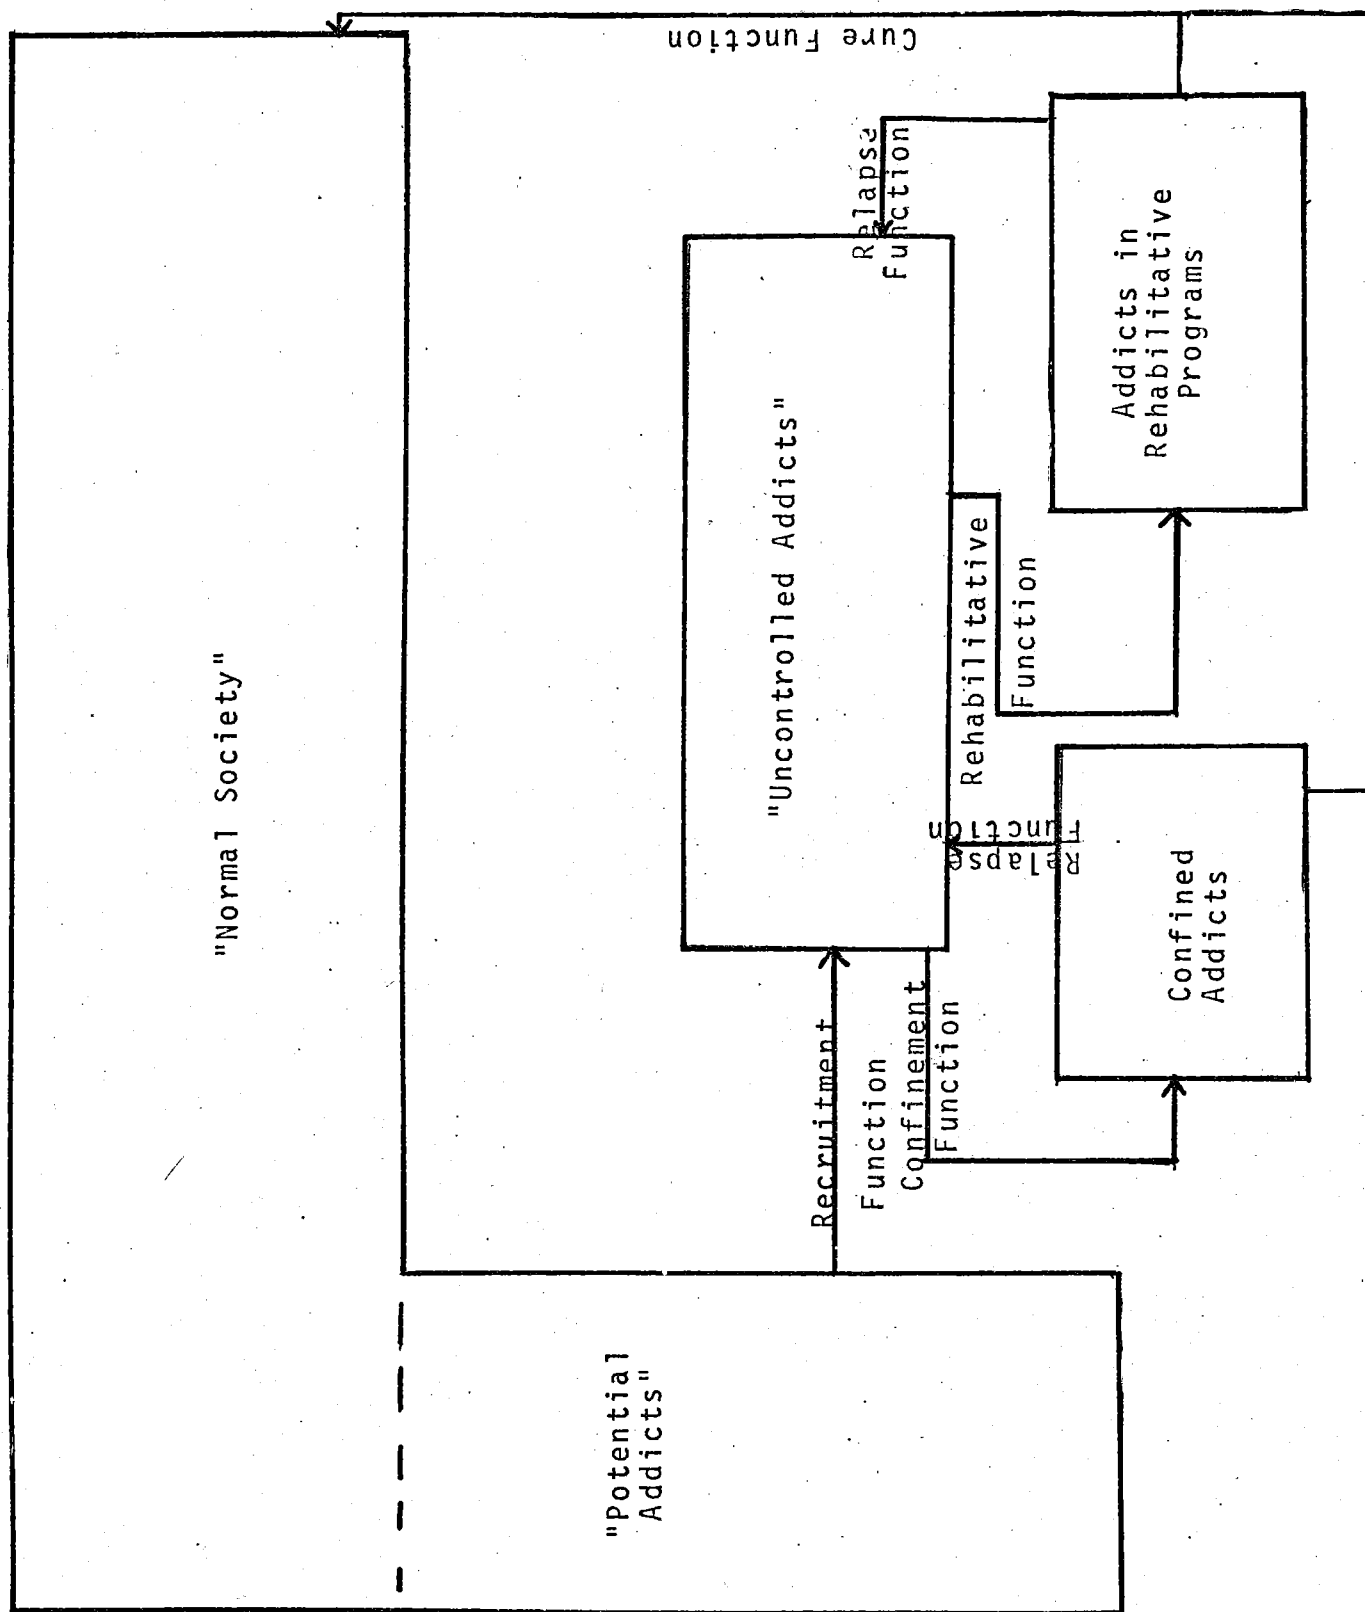 "Normal Society"
"Potential
Addicts"
Recruitment
Function
"Uncontrolled Addicts"
Confinement
Function
Relapse
Function
Confined
Addicts
Rehabilitative
Function
Relapse
Function
Addicts in
Rehabilitative
Programs
Cure Function